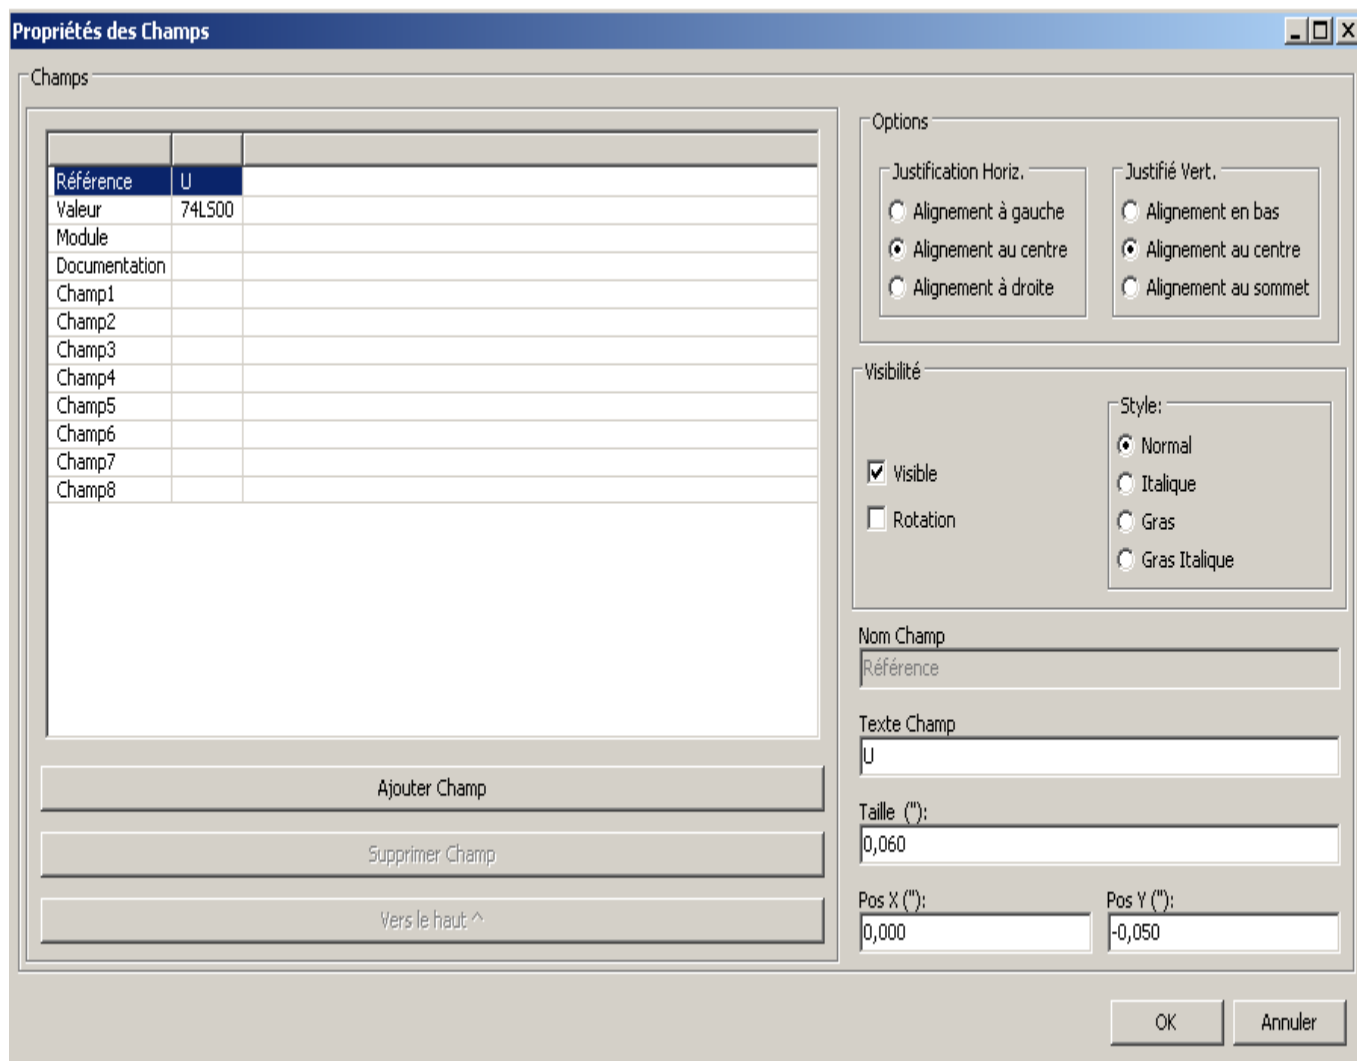 Propriétés des Champs
Champs
Référence U
Valeur 74LS00
Module
Documentation
Champ1
Champ2
Champ3
Champ4
Champ5
Champ6
Champ7
Champ8
Ajouter Champ
Supprimer Champ
Vers le haut ^
Options
Justification Horiz.
Alignement à gauche
Alignement au centre
Alignement à droite
Justifié Vert.
Alignement en bas
Alignement au centre
Alignement au sommet
Visibilité
Visible
Rotation
Style:
Normal
Italique
Gras
Gras Italique
Nom Champ
Référence
Texte Champ
U
Taille ("):
0,060
Pos X ("):
0,000
Pos Y ("):
-0,050
OK
Annuler